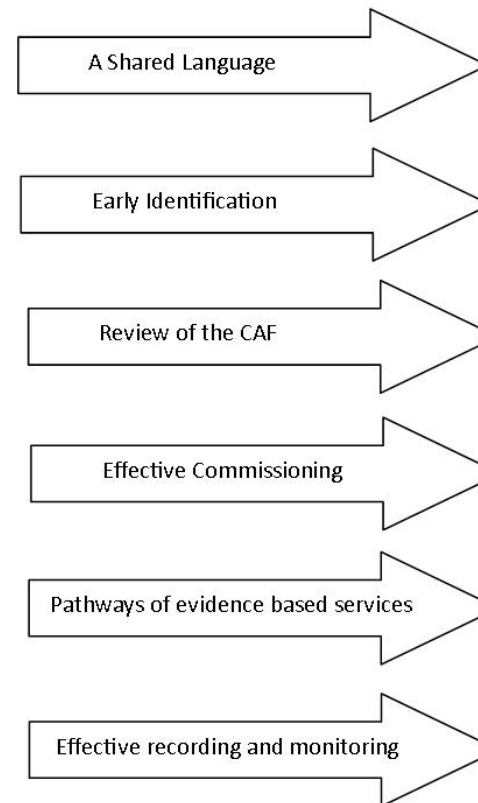 A Shared Language
Early Identification
Review of the CAF
Effective Commissioning
Pathways of evidence based services
Effective recording and monitoring